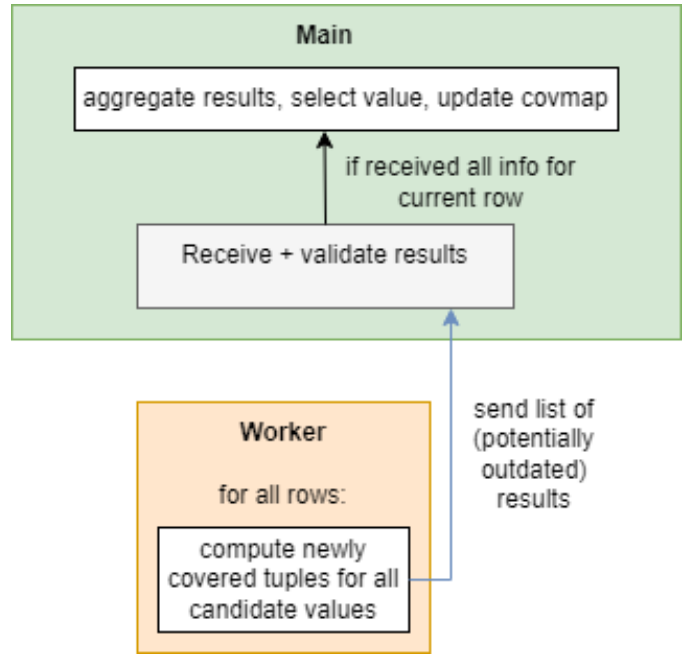 Main
aggregate results, select value, update covmap
if received all info for
current row
Receive + validate results
send list of
(potentially
outdated)
results
Worker
for all rows:
compute newly
covered tuples for all
candidate values